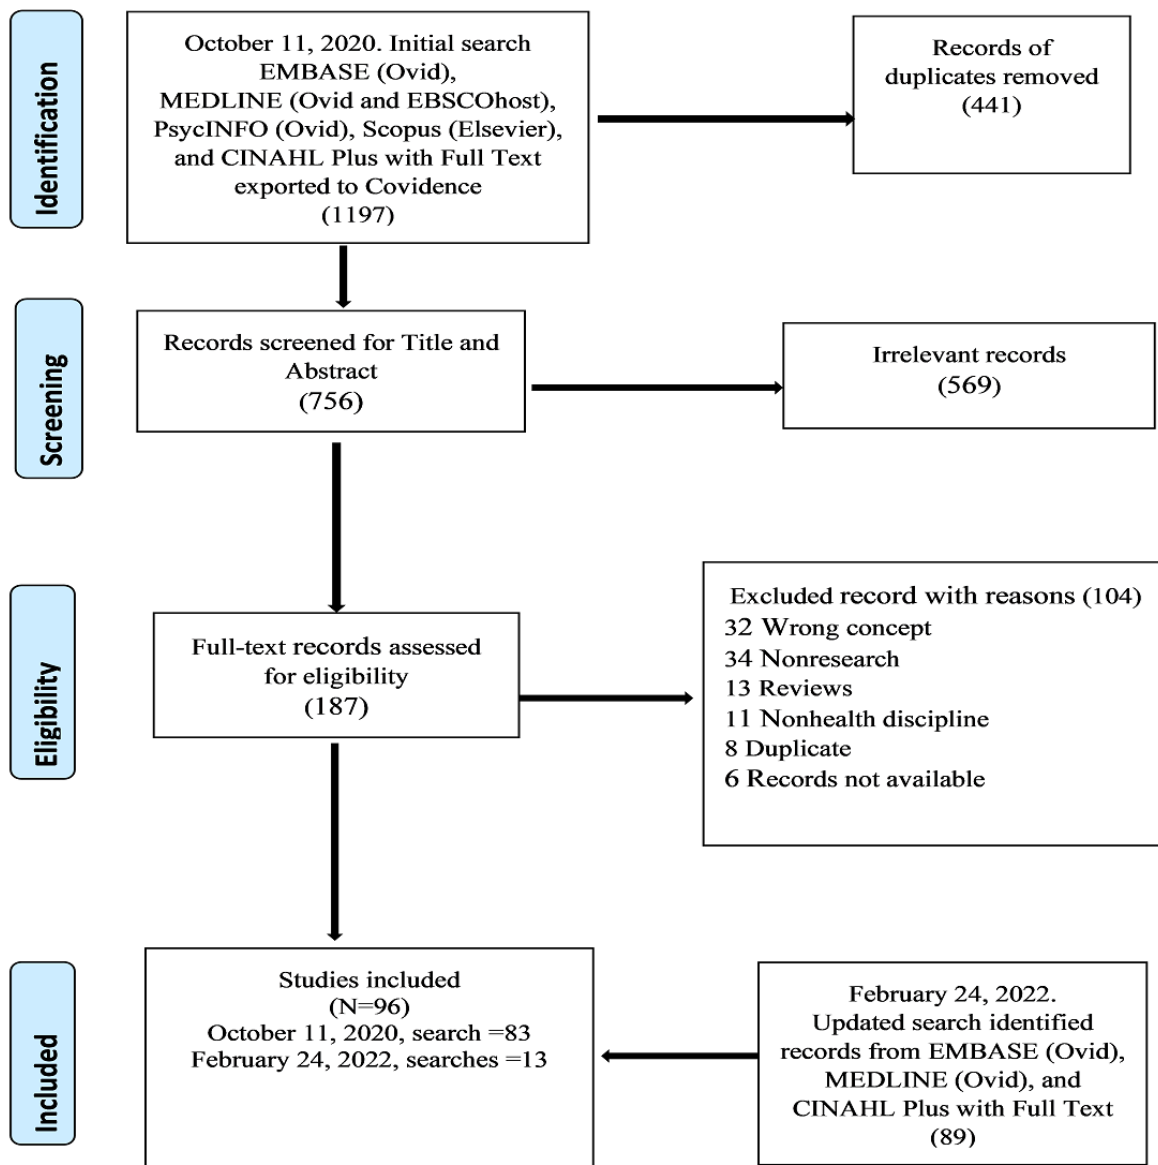 Identification
October 11, 2020. Initial search
EMBASE (Ovid),
MEDLINE (Ovid and EBSCOhost),
PsycINFO (Ovid), Scopus (Elsevier),
and CINAHL Plus with Full Text
exported to Covidence
(1197)
Records of
duplicates removed
(441)
Screening
Records screened for Title and
Abstract
(756)
Irrelevant records
(569)
Eligibility
Full-text records assessed
for eligibility
(187)
Excluded record with reasons (104)
32 Wrong concept
34 Nonresearch
13 Reviews
11 Nonhealth discipline
8 Duplicate
6 Records not available
Included
Studies included
(N=96)
October 11, 2020, search =83
February 24, 2022, searches =13
February 24, 2022.
Updated search identified
records from EMBASE (Ovid),
MEDLINE (Ovid), and
CINAHL Plus with Full Text
(89)